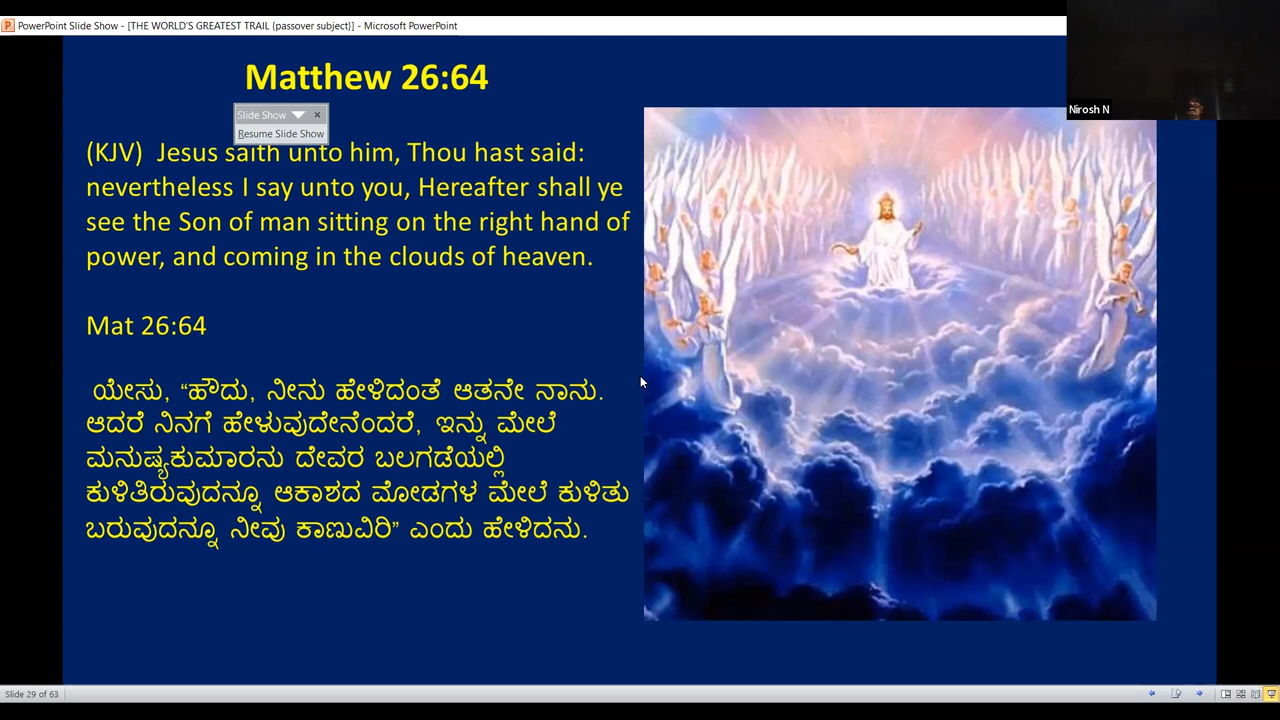 PowerPoint Slide Show - [THE WORLD'S GREATEST TRAIL (passover subject}] - Microsoft PowerPoint
Matthew 26:64
Nirosh N
Slide Show
Resume Slide Show
(KJV) Jesus saith unto him, Thou hast said:
nevertheless I say unto you, Hereafter shall ye
see the Son of man sitting on the right hand of
power, and coming in the clouds of heaven.
Mat 26:64
ಯೇಸು, “ಹೌದು, ನೀನು ಹೇಳಿದಂತೆ ಆತನೇ ನಾನು.
ಆದರೆ ನಿನಗೆ ಹೇಳುವುದೇನೆಂದರೆ, ಇನ್ನು ಮೇಲೆ
ಮನುಷ್ಯಕುಮಾರನು ದೇವರ ಬಲಗಡೆಯಲ್ಲಿ
ಕುಳಿತಿರುವುದನ್ನೂ ಆಕಾಶದ ಮೋಡಗಳ ಮೇಲೆ ಕುಳಿತು
ಬರುವುದನ್ನೂ ನೀವು ಕಾಣುವಿರಿ” ಎಂದು ಹೇಳಿದನು.
Slide 29 of 63